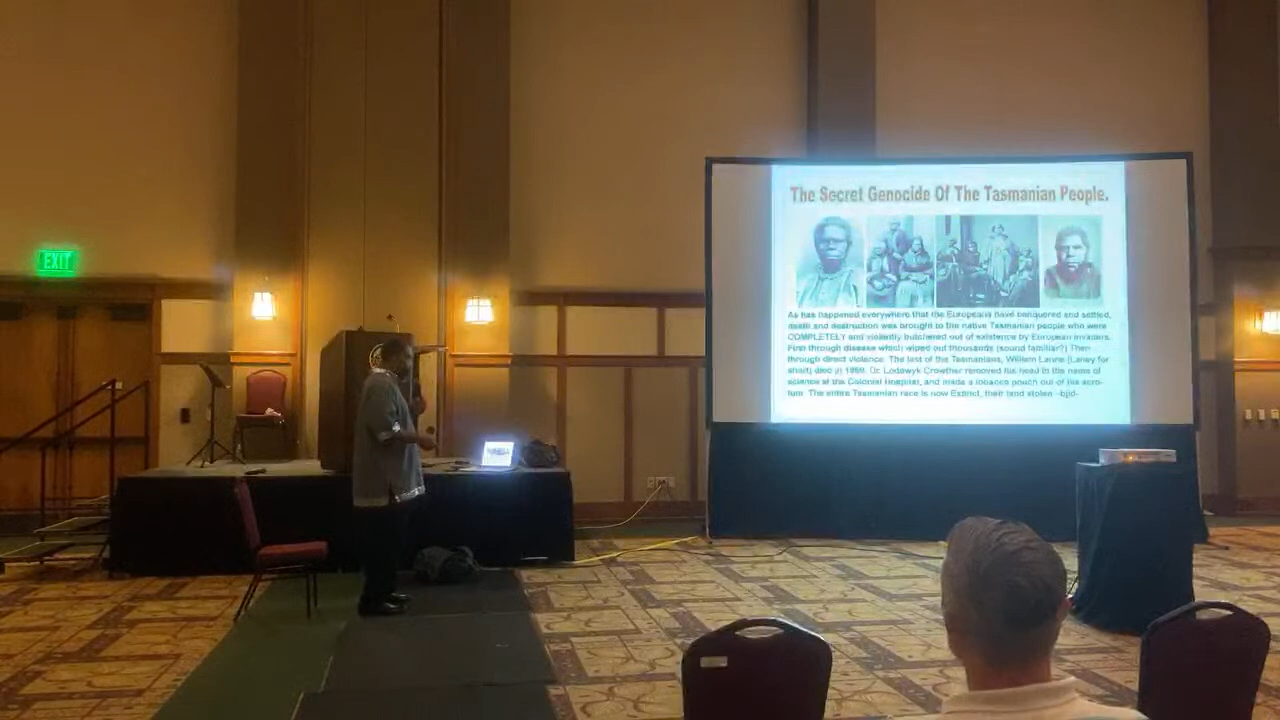 EXIT
The Secret Genocide Of The Tasmanian People.
As has happened everywhere that the Europeans have conquered and settled,
death and destruction was brought to the native Tasmanian people who were
COMPLETELY and violently butchered out of existence by European invaders.
First through disease which wiped out thousands (sound familiar?) Then
through direct violence. The last of the Tasmanians, William Lanne (Laney for
short) died in 1869. Dr. Lodewyk Crowther removed his head in the name of
science at the Colonial Hospital, and made a tobacco pouch out of his scro-
tum. The entire Tasmanian race is now Extinct, their land stolen